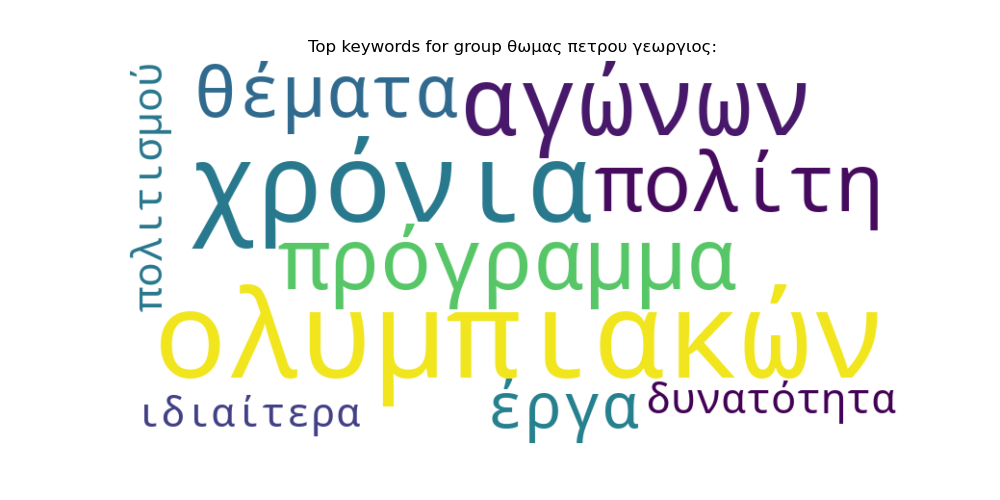 Top keywords for group θωμας πετρου γεωργιος:
πολιτισμού
θέματα
αγώνων
χρόνια
πολίτη
πρόγραμμα
ολυμπιακών
ιδιαίτερα
έργα
δυνατότητα